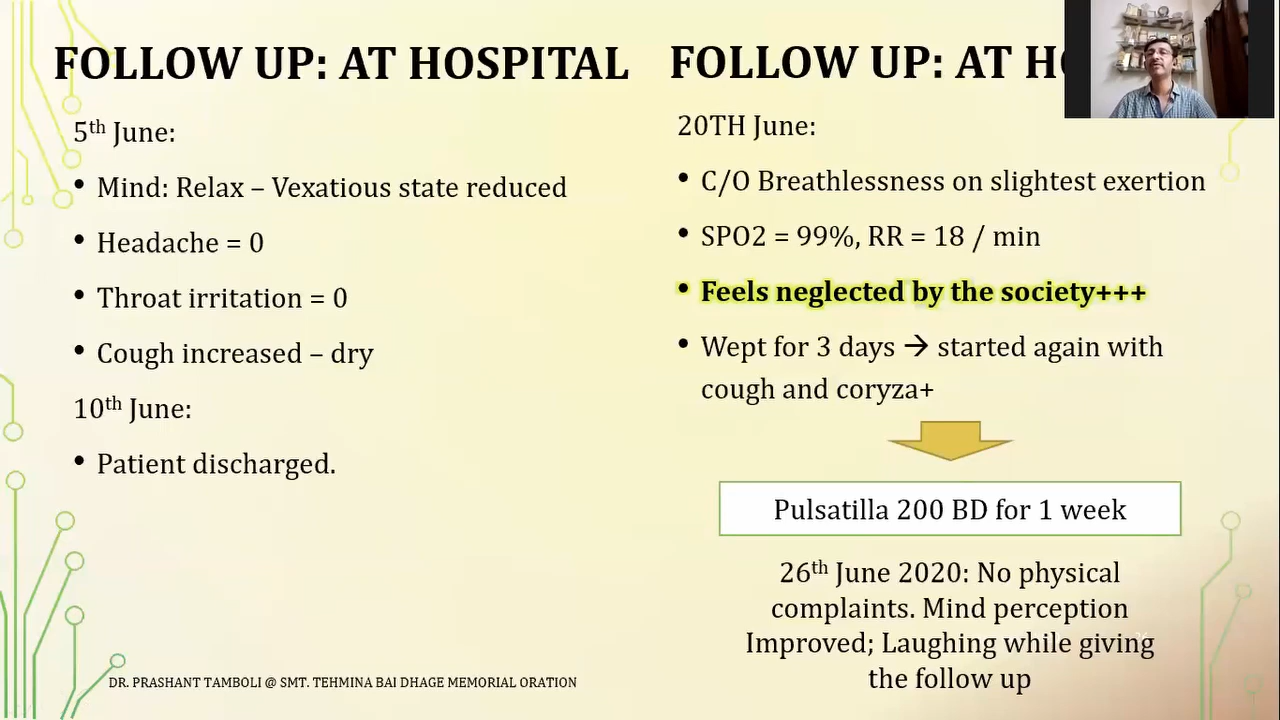 FOLLOW UP: AT HOSPITAL
5th June:
• Mind: Relax – Vexatious state reduced
• Headache = 0
• Throat irritation = 0
• Cough increased – dry
10th June:
• Patient discharged.
FOLLOW UP: AT
20TH June:
• C/O Breathlessness on slightest exertion
• SPO2 = 99%, RR = 18 / min
• Feels neglected by the society+++
• Wept for 3 days → started again with
cough and coryza+
Pulsatilla 200 BD for 1 week
26th June 2020: No physical
complaints. Mind perception
Improved; Laughing while giving
the follow up
DR. PRASHANT TAMBOLI @ SMT. TEHMINA BAI DHAGE MEMORIAL ORATION